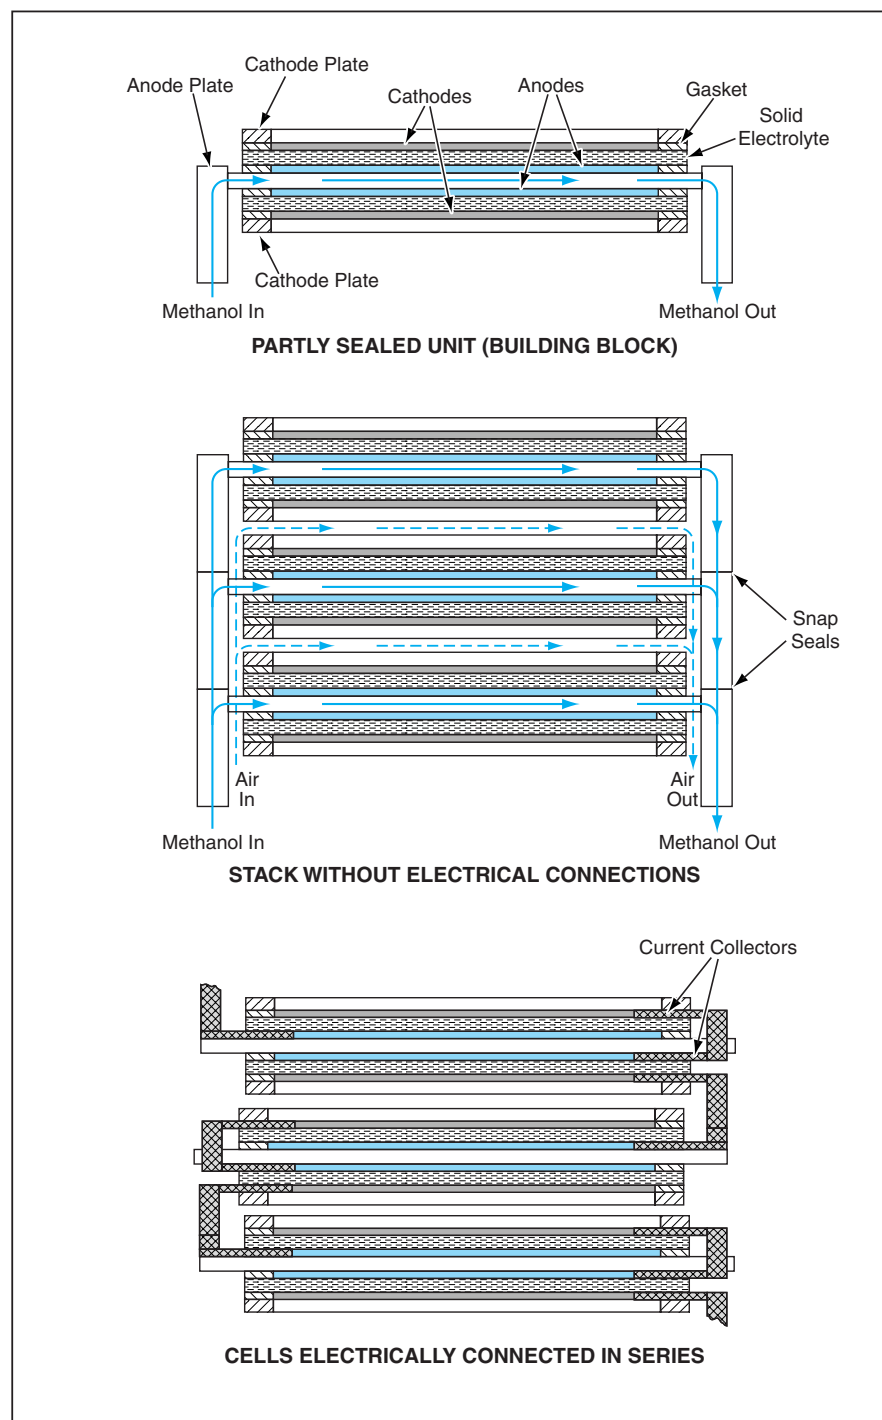 Cathode Plate
Anode Plate
Cathodes
Anodes
Gasket
Solid
Electrolyte
Cathode Plate
Methanol In
Methanol Out
PARTLY SEALED UNIT (BUILDING BLOCK)
Snap
Seals
Air
In
Air
Out
Methanol In
Methanol Out
STACK WITHOUT ELECTRICAL CONNECTIONS
Current Collectors
CELLS ELECTRICALLY CONNECTED IN SERIES